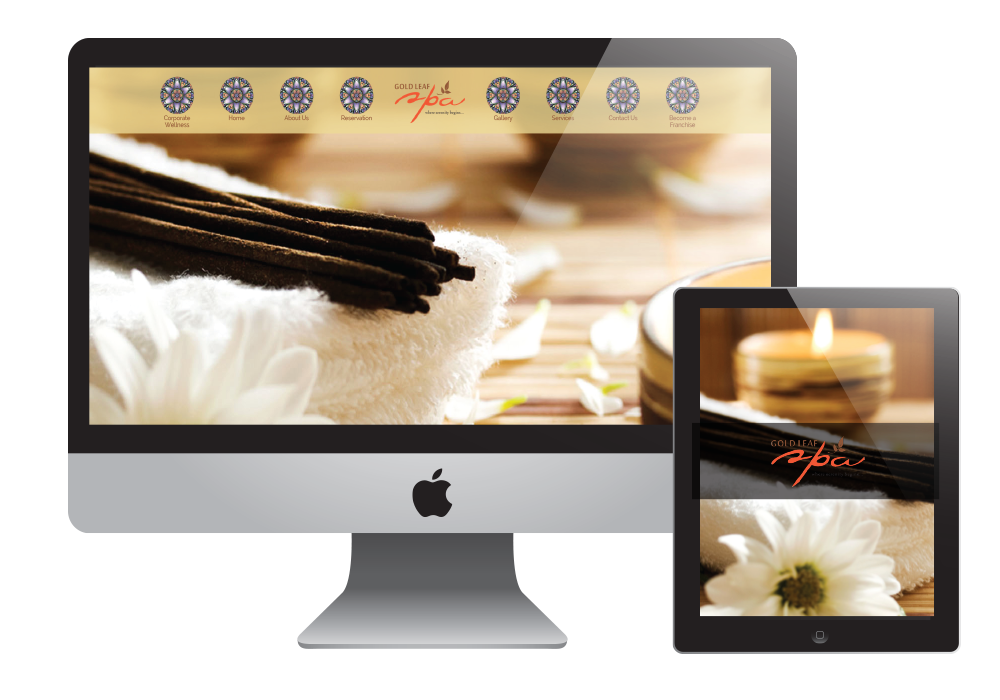 Corporate
Wellness
Home
About Us
Reservation
GOLD LEAF
spa
where serenity begins...
Gallery
Services
Contact Us
Become a
Franchise
GOLD LEAF
spa